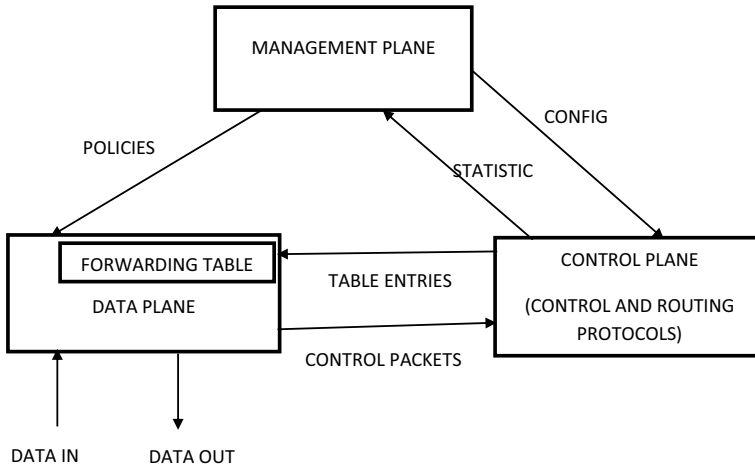 MANAGEMENT PLANE
CONFIG
POLICIES
STATISTIC
FORWARDING TABLE
CONTROL PLANE
TABLE ENTRIES
DATA PLANE
(CONTROL AND ROUTING
PROTOCOLS)
CONTROL PACKETS
DATA IN
DATA OUT